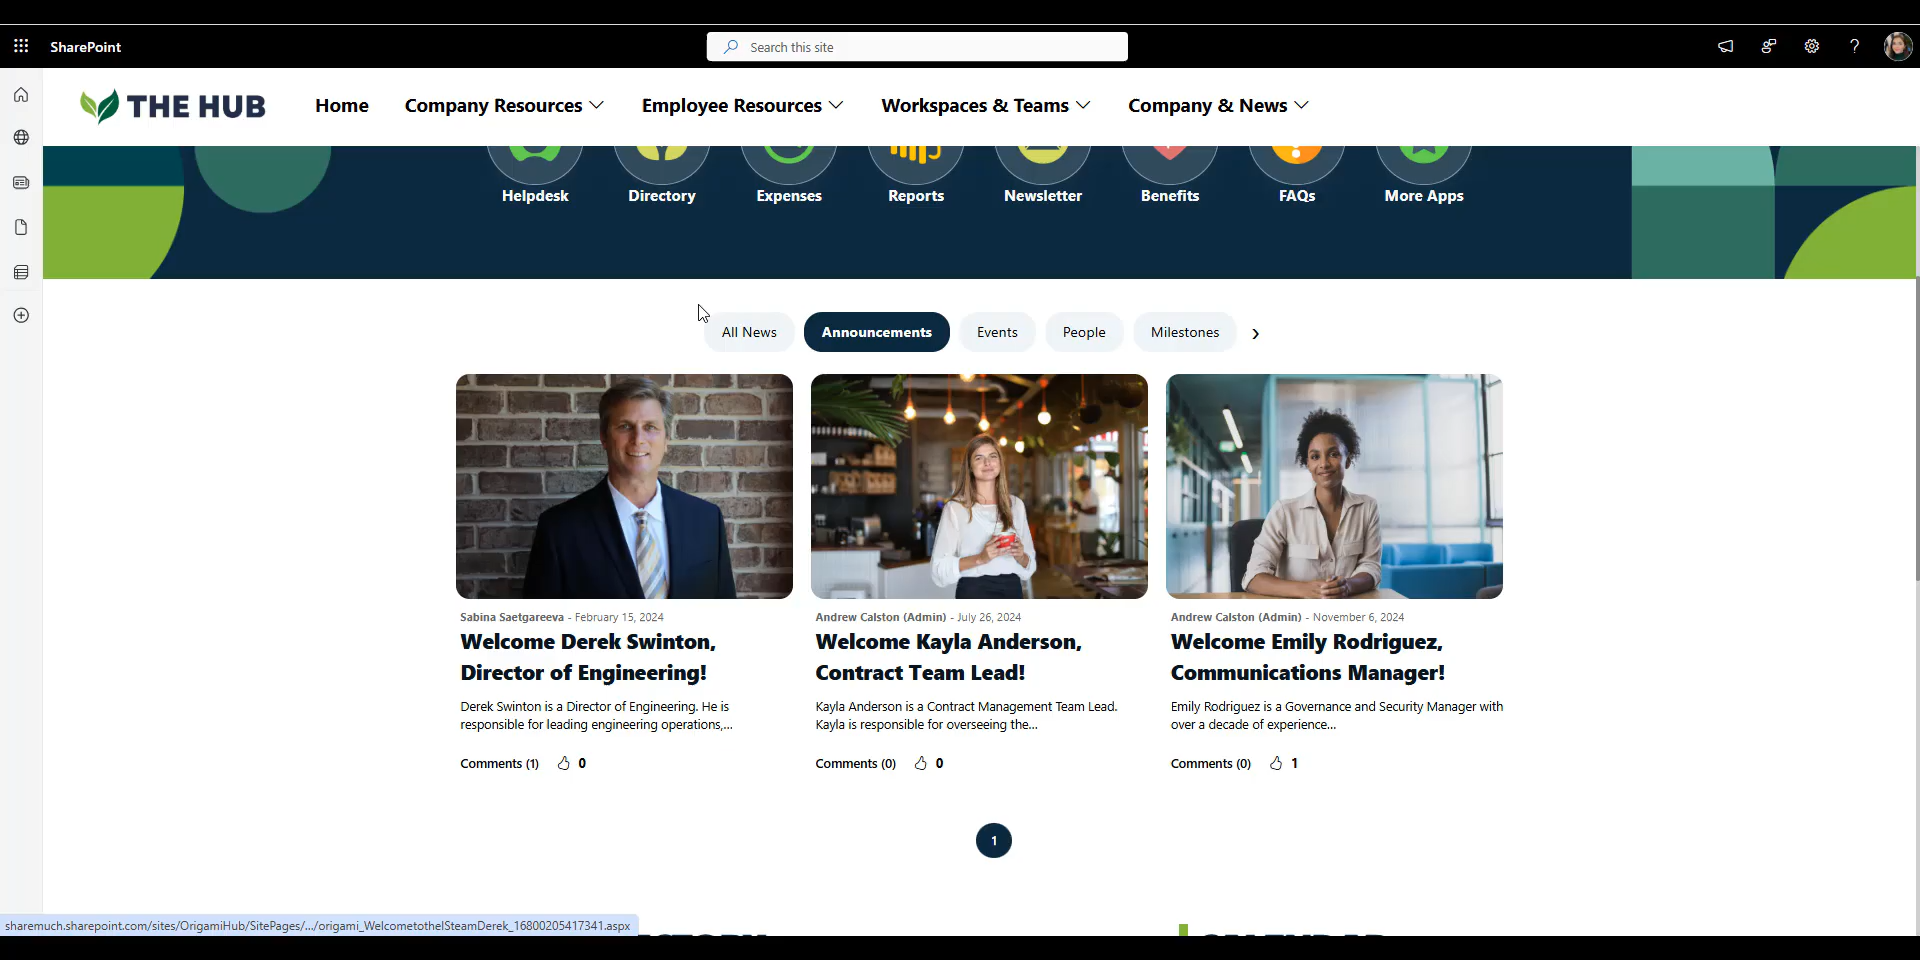 SharePoint
Search this site
THE HUB
Home
Company Resources
Employee Resources
Workspaces & Teams
Company & News
Helpdesk
Directory
Expenses
Reports
Newsletter
Benefits
FAQs
More Apps
All News
Announcements
Events
People
Milestones
Sabina Saetgareeva - February 15, 2024
Welcome Derek Swinton,
Director of Engineering!
Derek Swinton is a Director of Engineering. He is
responsible for leading engineering operations,...
Comments (1)
0
Andrew Calston (Admin) - July 26, 2024
Welcome Kayla Anderson,
Contract Team Lead!
Kayla Anderson is a Contract Management Team Lead.
Kayla is responsible for overseeing the...
Comments (0)
0
Andrew Calston (Admin) - November 6, 2024
Welcome Emily Rodriguez,
Communications Manager!
Emily Rodriguez is a Governance and Security Manager with
over a decade of experience...
Comments (0)
1
1
sharemuch.sharepoint.com/sites/OrigamiHub/SitePages/.../origami_WelcometothelSteamDerek_16800205417341.aspx
CALENDAR